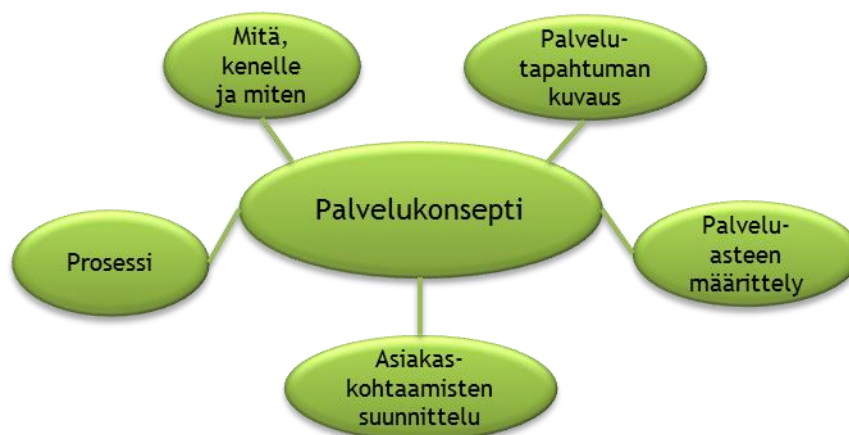 Mitä,
kenelle
ja miten
Palvelu-
tapahtuman
kuvaus
Palvelukonsepti
Prosessi
Palvelu-
asteen
määrittely
Asiakas-
kohtaamisten
suunnittelu